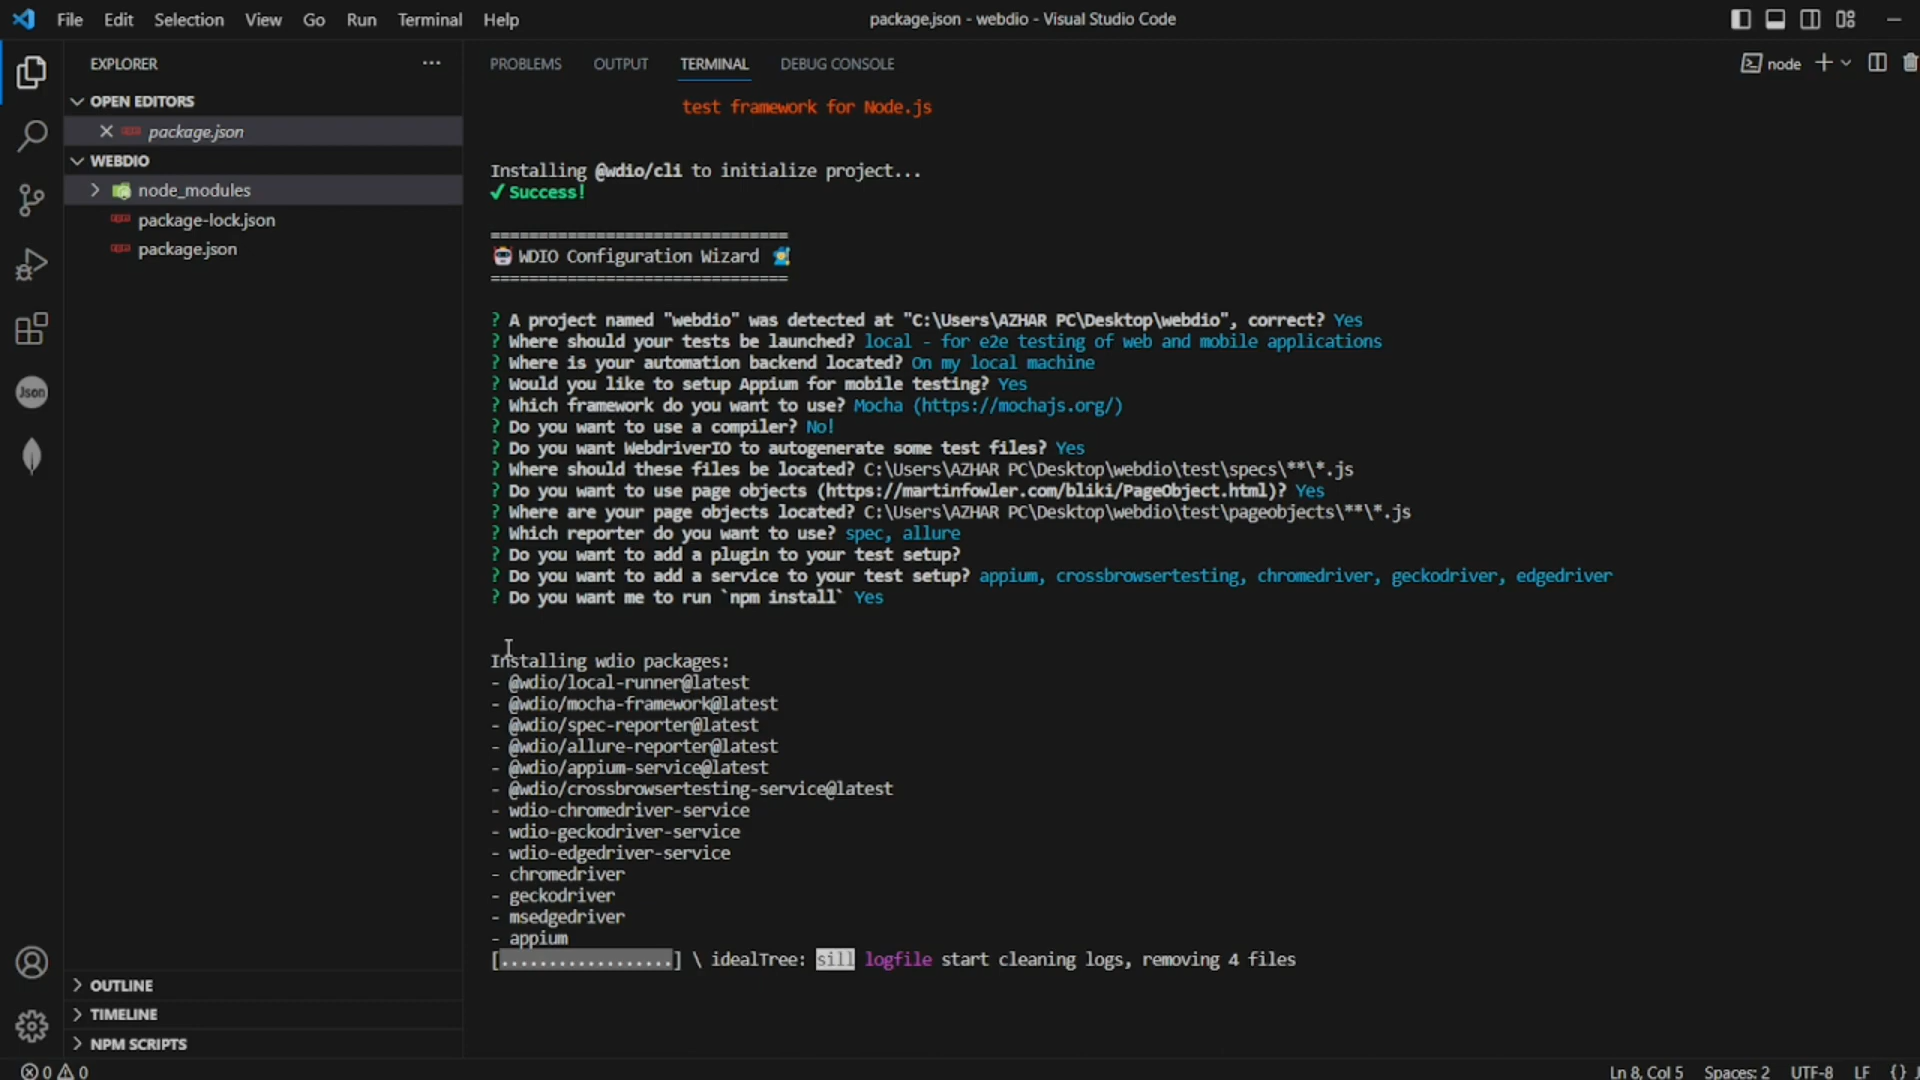 File Edit Selection View Go Run Terminal Help
package.json - webdio - Visual Studio Code
EXPLORER
OPEN EDITORS
package.json
WEBDIO
node_modules
package-lock.json
package.json
Json
OUTLINE
TIMELINE
NPM SCRIPTS
PROBLEMS OUTPUT TERMINAL DEBUG CONSOLE
node
test framework for Node.js
Installing @wdio/cli to initialize project...
✔ Success!
===============================
WDIO Configuration Wizard
===============================
? A project named "webdio" was detected at "C:\Users\AZHAR PC\Desktop\webdio", correct? Yes
? Where should your tests be launched? local - for e2e testing of web and mobile applications
? Where is your automation backend located? On my local machine
? Would you like to setup Appium for mobile testing? Yes
? Which framework do you want to use? Mocha (https://mochajs.org/)
? Do you want to use a compiler? No!
? Do you want WebdriverIO to autogenerate some test files? Yes
? Where should these files be located? C:\Users\AZHAR PC\Desktop\webdio\test\specs\**\*.js
? Do you want to use page objects (https://martinfowler.com/bliki/PageObject.html)? Yes
? Where are your page objects located? C:\Users\AZHAR PC\Desktop\webdio\test\pageobjects\**\*.js
? Which reporter do you want to use? spec, allure
? Do you want to add a plugin to your test setup?
? Do you want to add a service to your test setup? appium, crossbrowsertesting, chromedriver, geckodriver, edgedriver
? Do you want me to run `npm install` Yes
Installing wdio packages:
- @wdio/local-runner@latest
- @wdio/mocha-framework@latest
- @wdio/spec-reporter@latest
- @wdio/allure-reporter@latest
- @wdio/appium-service@latest
- @wdio/crossbrowsertesting-service@latest
- wdio-chromedriver-service
- wdio-geckodriver-service
- wdio-edgedriver-service
- chromedriver
- geckodriver
- msedgedriver
- appium
[..................] \ idealTree: sill logfile start cleaning logs, removing 4 files
0 0
Ln 8, Col 5 Spaces: 2 UTF-8 LF {}